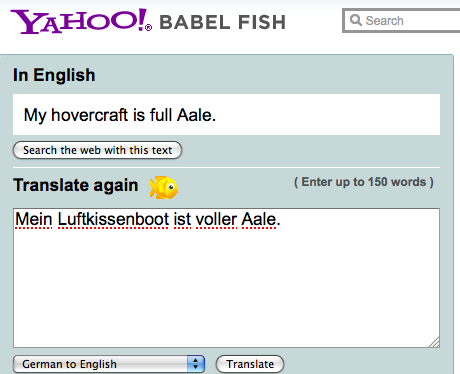 YAHOO!® BABEL FISH
Search
In English
My hovercraft is full Aale.
Search the web with this text
Translate again
( Enter up to 150 words )
Mein Luftkissenboot ist voller Aale.
German to English
Translate